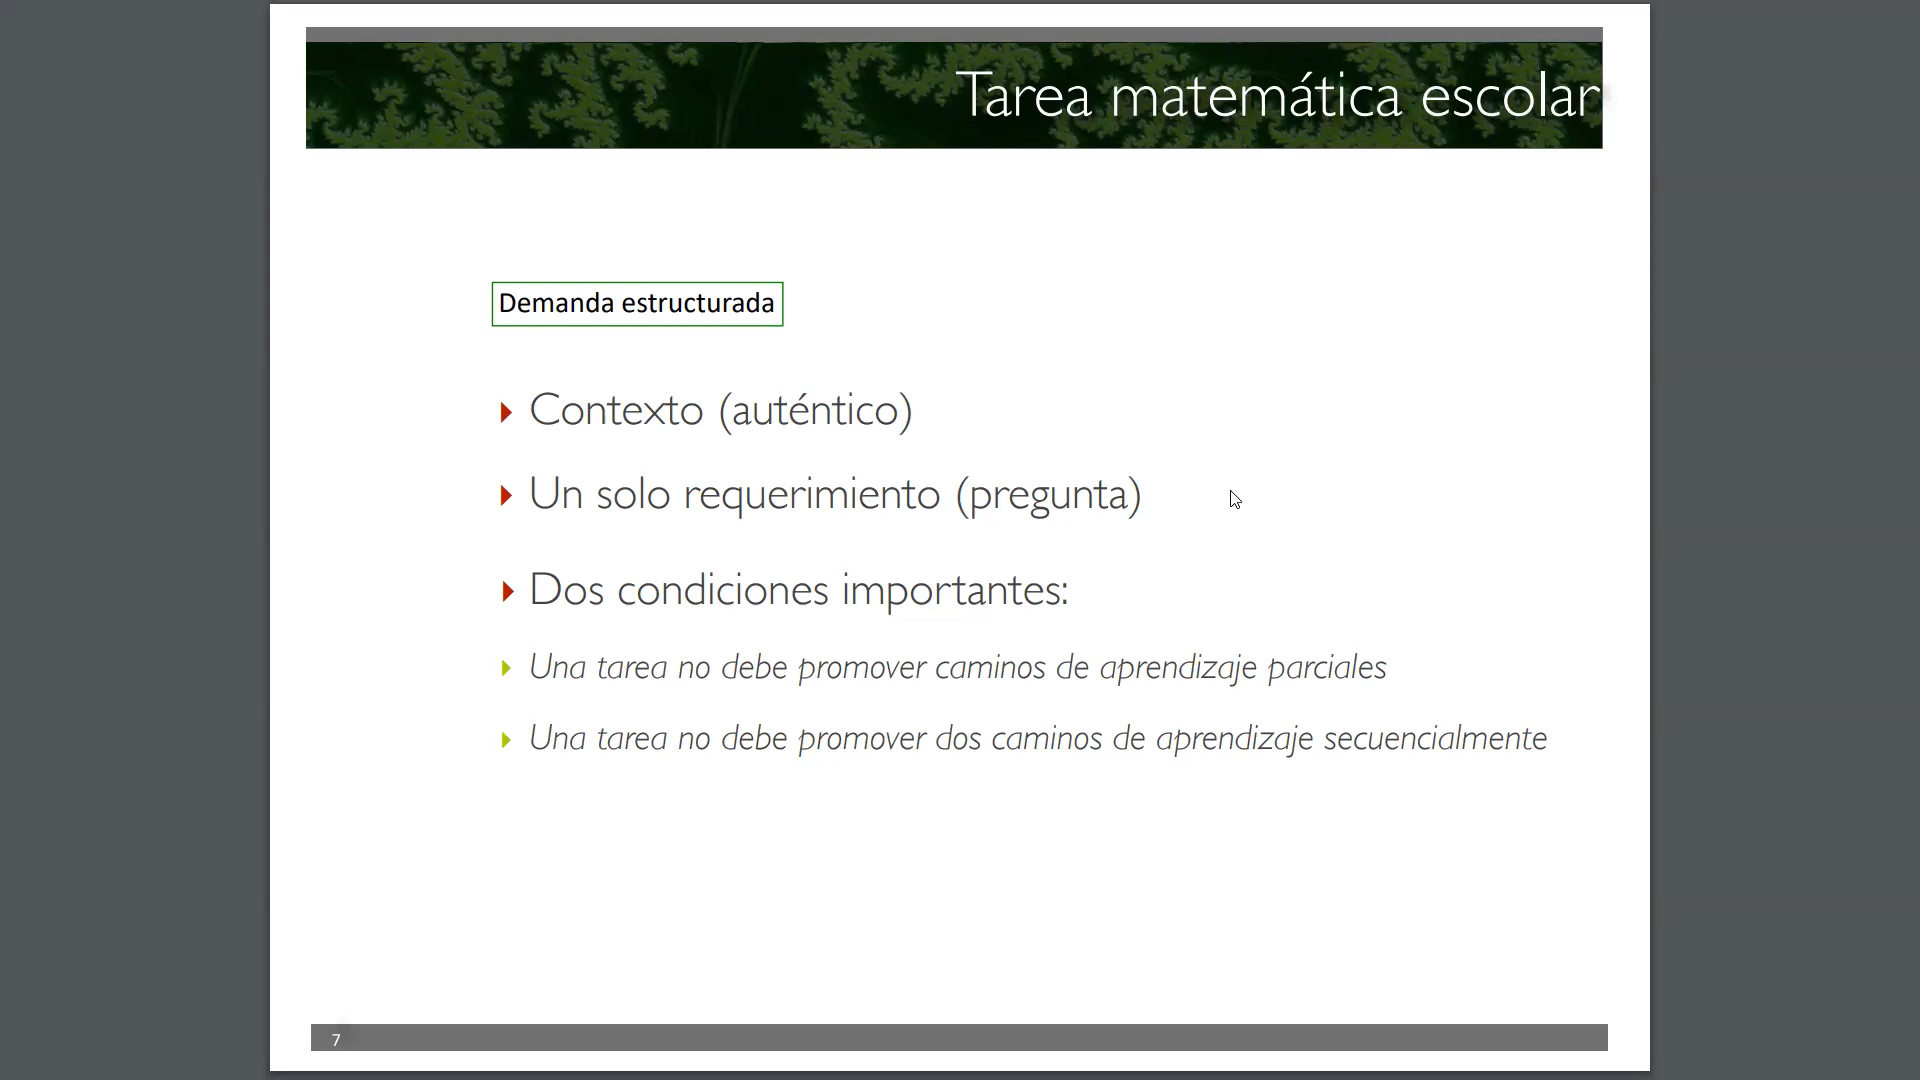 Tarea matemática escolar
Demanda estructurada
Contexto (auténtico)
Un solo requerimiento (pregunta)
Dos condiciones importantes:
Una tarea no debe promover caminos de aprendizaje parciales
Una tarea no debe promover dos caminos de aprendizaje secuencialmente
7